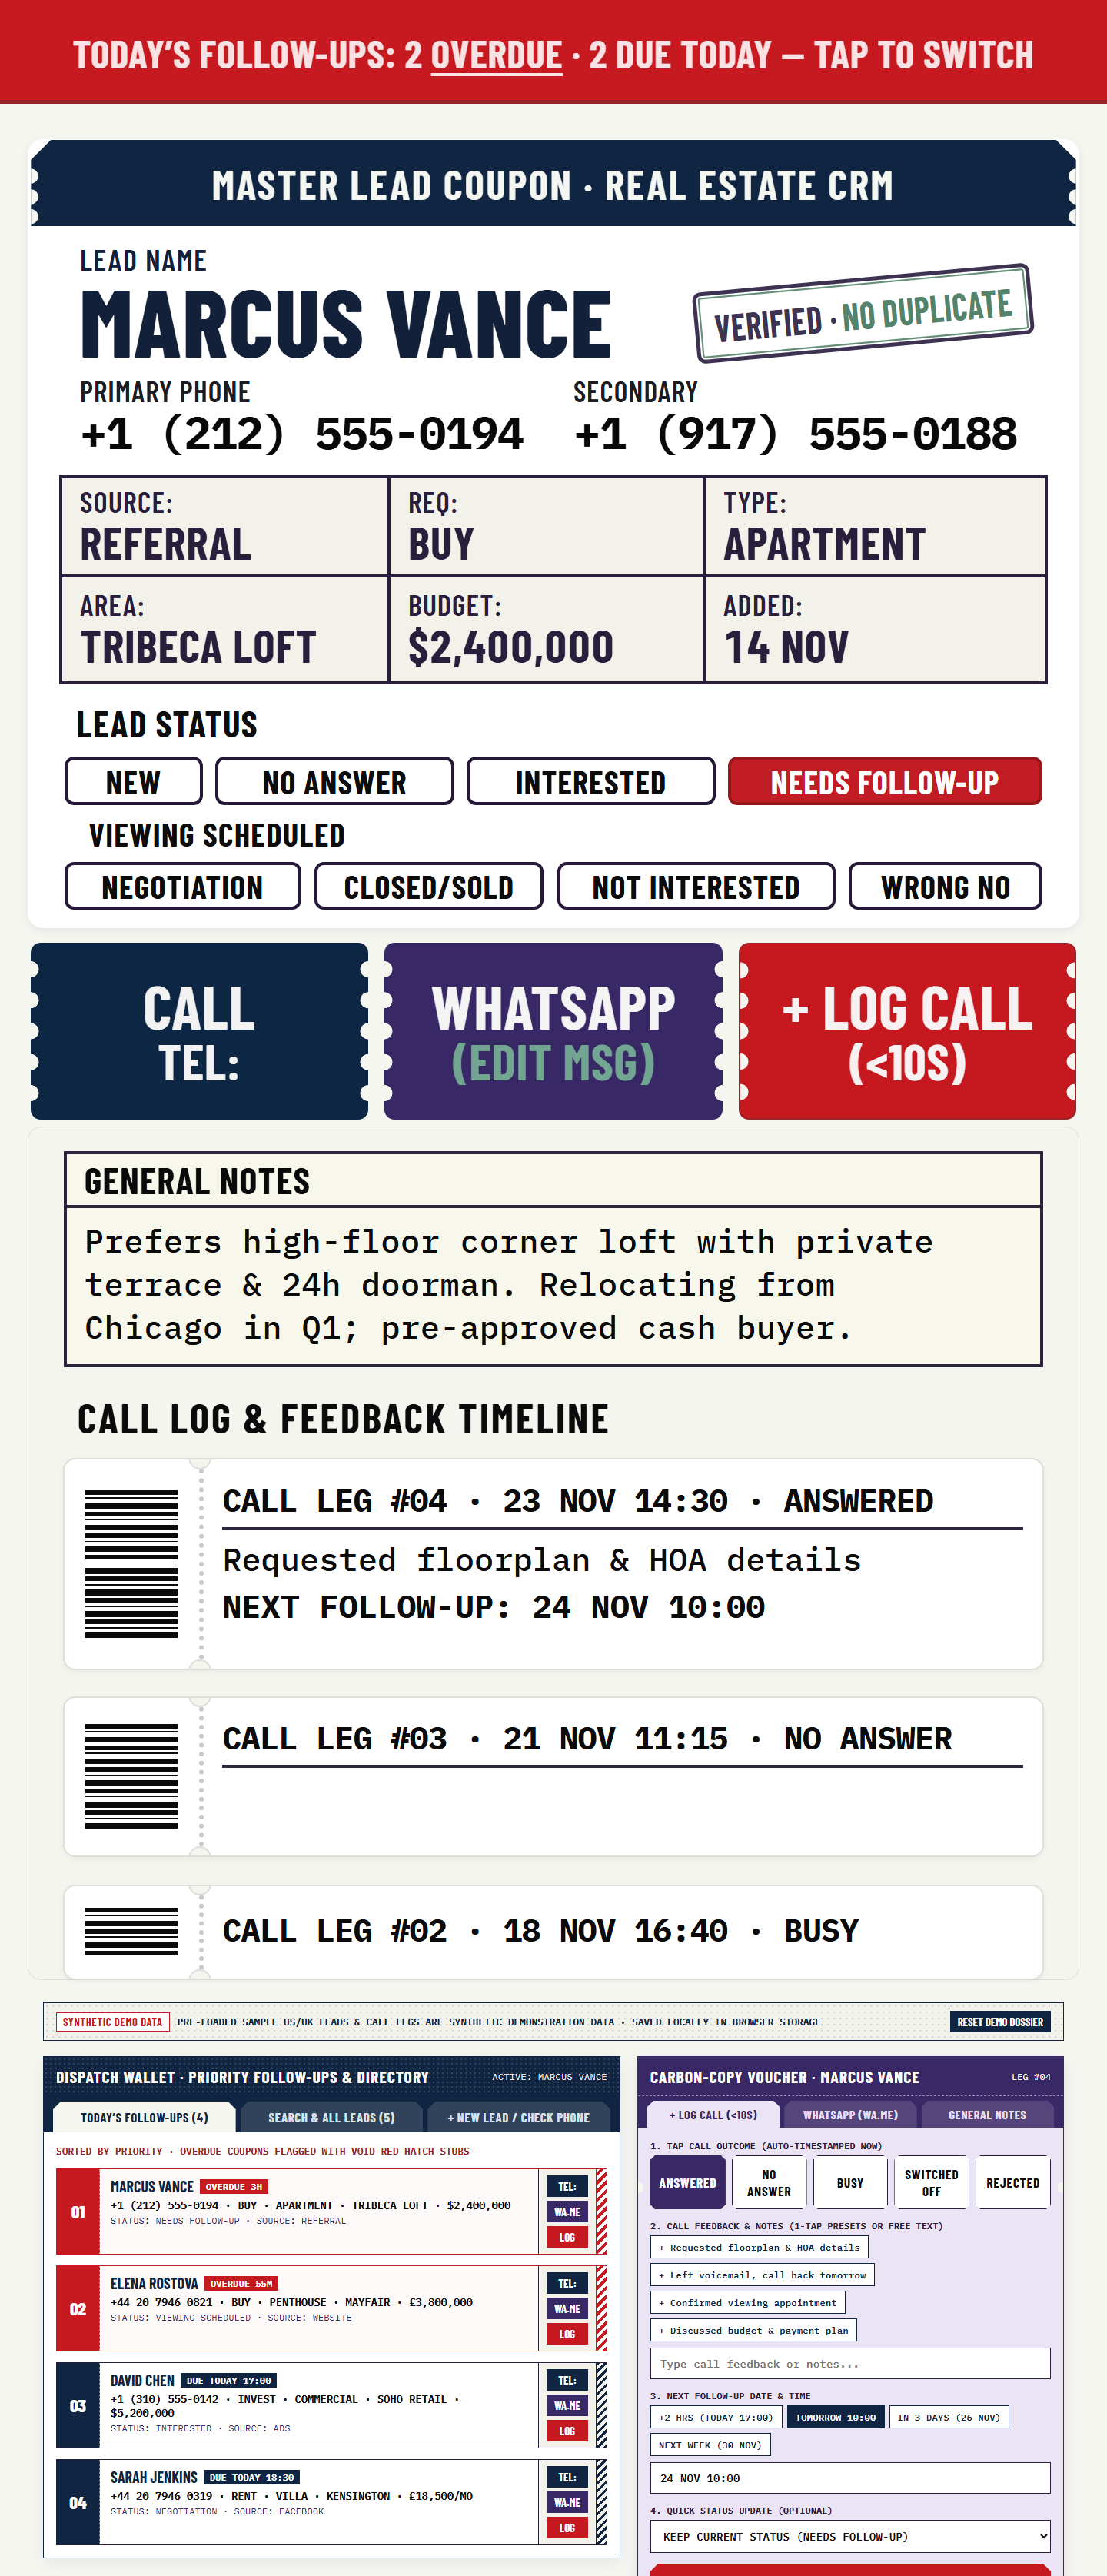 TODAY'S FOLLOW-UPS: 2 OVERDUE · 2 DUE TODAY — TAP TO SWITCH
MASTER LEAD COUPON · REAL ESTATE CRM
LEAD NAME
MARCUS VANCE
VERIFIED · NO DUPLICATE
PRIMARY PHONE
+1 (212) 555-0194
SECONDARY
+1 (917) 555-0188
SOURCE:
REFERRAL
REQ:
BUY
TYPE:
APARTMENT
AREA:
TRIBECA LOFT
BUDGET:
$2,400,000
ADDED:
14 NOV
LEAD STATUS
NEW
NO ANSWER
INTERESTED
NEEDS FOLLOW-UP
VIEWING SCHEDULED
NEGOTIATION
CLOSED/SOLD
NOT INTERESTED
WRONG NO
CALL
TEL:
WHATSAPP
(EDIT MSG)
+ LOG CALL
(<10S)
GENERAL NOTES
Prefers high-floor corner loft with private
terrace & 24h doorman. Relocating from
Chicago in Q1; pre-approved cash buyer.
CALL LOG & FEEDBACK TIMELINE
CALL LEG #04 · 23 NOV 14:30 · ANSWERED
Requested floorplan & HOA details
NEXT FOLLOW-UP: 24 NOV 10:00
CALL LEG #03 · 21 NOV 11:15 · NO ANSWER
CALL LEG #02 · 18 NOV 16:40 · BUSY
SYNTHETIC DEMO DATA
PRE-LOADED SAMPLE US/UK LEADS & CALL LEGS ARE SYNTHETIC DEMONSTRATION DATA · SAVED LOCALLY IN BROWSER STORAGE
RESET DEMO DOSSIER
DISPATCH WALLET · PRIORITY FOLLOW-UPS & DIRECTORY
ACTIVE: MARCUS VANCE
TODAY'S FOLLOW-UPS (4)
SEARCH & ALL LEADS (5)
+ NEW LEAD / CHECK PHONE
SORTED BY PRIORITY · OVERDUE COUPONS FLAGGED WITH VOID-RED HATCH STUBS
01
MARCUS VANCE
OVERDUE 3H
+1 (212) 555-0194 · BUY · APARTMENT · TRIBECA LOFT · $2,400,000
STATUS: NEEDS FOLLOW-UP · SOURCE: REFERRAL
TEL:
WA.ME
LOG
02
ELENA ROSTOVA
OVERDUE 55M
+44 20 7946 0821 · BUY · PENTHOUSE · MAYFAIR · £3,800,000
STATUS: VIEWING SCHEDULED · SOURCE: WEBSITE
TEL:
WA.ME
LOG
03
DAVID CHEN
DUE TODAY 17:00
+1 (310) 555-0142 · INVEST · COMMERCIAL · SOHO RETAIL ·
$5,200,000
STATUS: INTERESTED · SOURCE: ADS
TEL:
WA.ME
LOG
04
SARAH JENKINS
DUE TODAY 18:30
+44 20 7946 0319 · RENT · VILLA · KENSINGTON · £18,500/MO
STATUS: NEGOTIATION · SOURCE: FACEBOOK
TEL:
WA.ME
LOG
CARBON-COPY VOUCHER · MARCUS VANCE
LEG #04
+ LOG CALL (<10S)
WHATSAPP (WA.ME)
GENERAL NOTES
1. TAP CALL OUTCOME (AUTO-TIMESTAMPED NOW)
ANSWERED
NO
ANSWER
BUSY
SWITCHED
OFF
REJECTED
2. CALL FEEDBACK & NOTES (1-TAP PRESETS OR FREE TEXT)
+ Requested floorplan & HOA details
+ Left voicemail, call back tomorrow
+ Confirmed viewing appointment
+ Discussed budget & payment plan
Type call feedback or notes...
3. NEXT FOLLOW-UP DATE & TIME
+2 HRS (TODAY 17:00)
TOMORROW 10:00
IN 3 DAYS (26 NOV)
NEXT WEEK (30 NOV)
24 NOV 10:00
4. QUICK STATUS UPDATE (OPTIONAL)
KEEP CURRENT STATUS (NEEDS FOLLOW-UP)